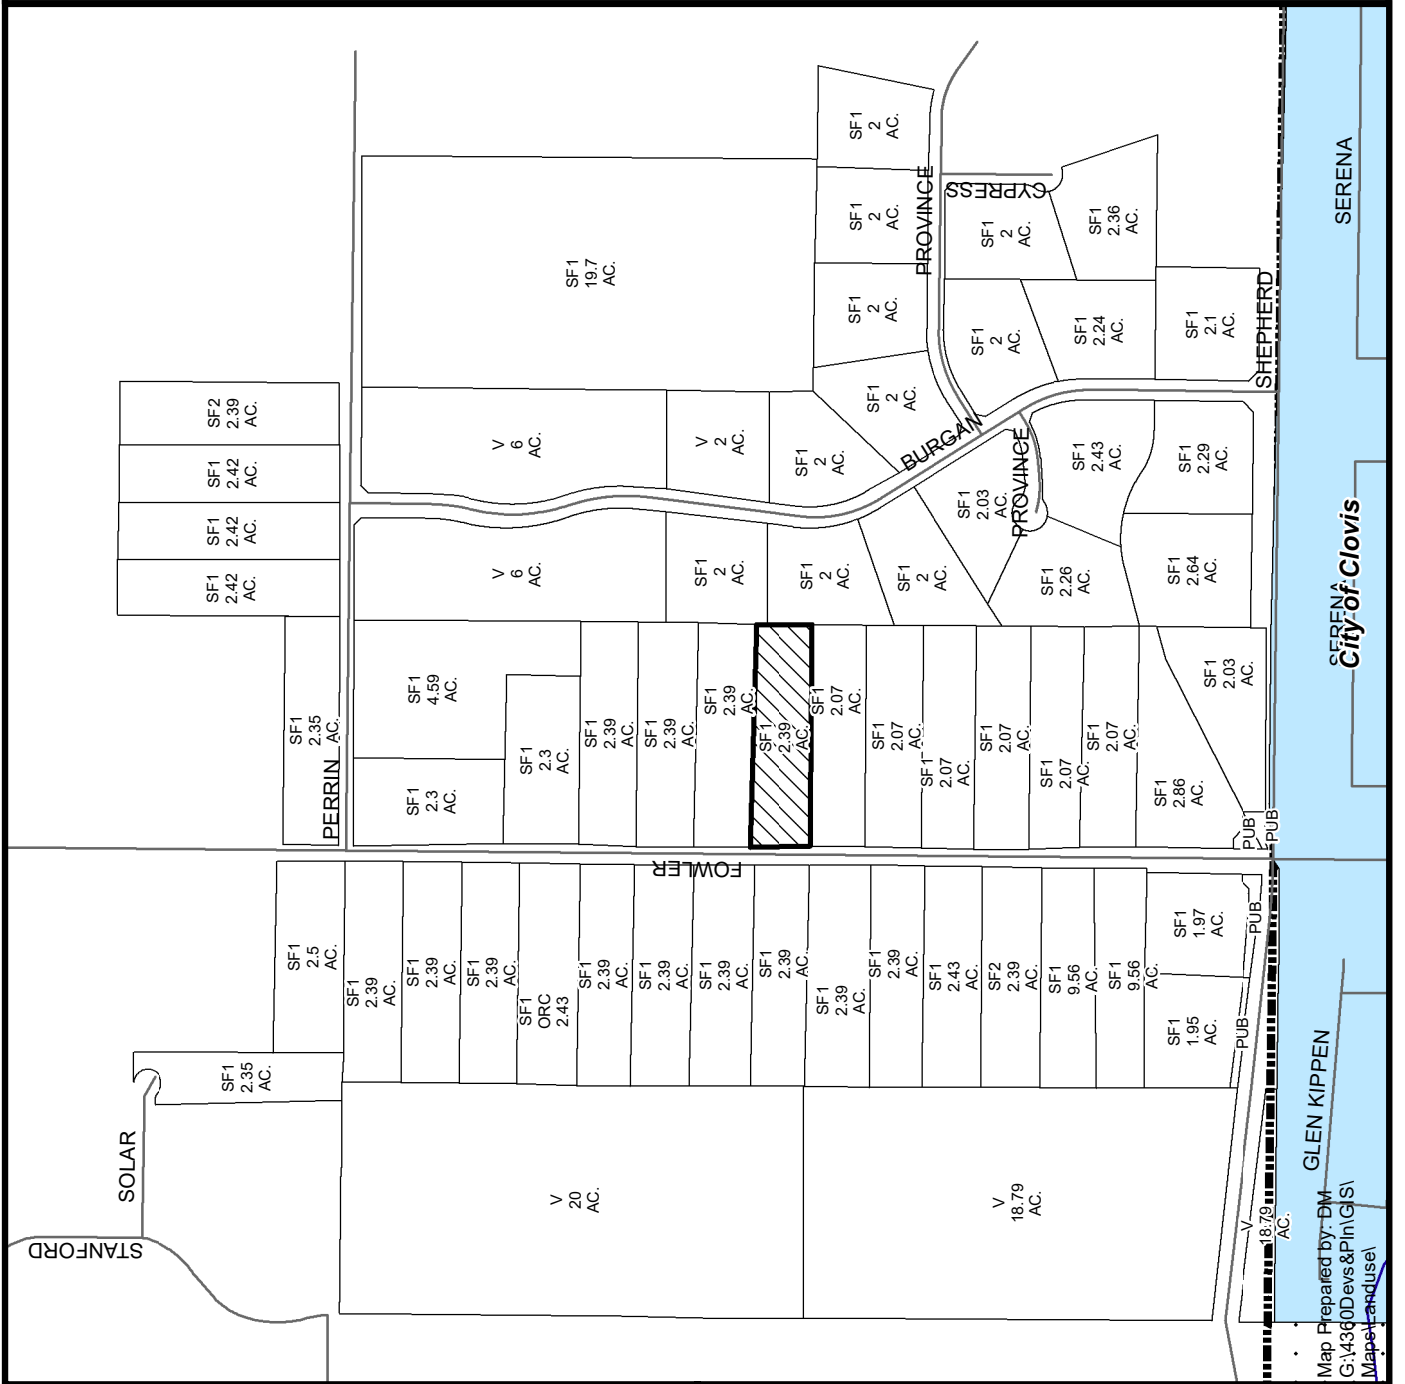 SF1
2
AC.
SF1
2
AC.
SF1
2
AC.
SF1
2
AC.
PROVINCE
CYPRESS
SF1
2
AC.
SF1
2.36
AC.
SF1
2
AC.
SF1
2.24
AC.
SF1
2.1
AC.
SHEPHERD
SERENA
SF1
19.7
AC.
SF2
2.39
AC.
SF1
2.42
AC.
SF1
2.42
AC.
SF1
2.42
AC.
V
6
AC.
V
2
AC.
SF1
2
AC.
BURGAN
PROVINCE
SF1
2.03
AC.
SF1
2.43
AC.
SF1
2.29
AC.
V
6
AC.
SF1
2
AC.
SF1
2
AC.
SF1
2
AC.
SF1
2.26
AC.
SF1
2.64
AC.
SERENA
City of Clovis
SF1
2.35
AC.
PERRIN
SF1
4.59
AC.
SF1
2.3
AC.
SF1
2.3
AC.
SF1
2.39
AC.
SF1
2.39
AC.
SF1
2.39
AC.
SF1
2.39
AC.
SF1
2.07
AC.
SF1
2.07
AC.
SF1
2.07
AC.
SF1
2.07
AC.
SF1
2.07
AC.
SF1
2.07
AC.
SF1
2.86
AC.
SF1
2.03
AC.
PUB
PUB
FOWLER
SF1
2.5
AC.
SF1
2.39
AC.
SF1
2.39
AC.
SF1
2.39
AC.
SF1
ORC
2.43
SF1
2.39
AC.
SF1
2.39
AC.
SF1
2.39
AC.
SF1
2.39
AC.
SF1
2.39
AC.
SF1
2.39
AC.
SF1
2.43
AC.
SF2
2.39
AC.
SF1
9.56
AC.
SF1
9.56
AC.
SF1
1.97
AC.
SF1
1.95
AC.
PUB
PUB
SF1
2.35
AC.
SOLAR
STANFORD
V
20
AC.
V
18.79
AC.
V
18.79
AC.
GLEN KIPPEN
Map Prepared by: DM
G:\4360Devs&Pln\GIS\
Maps\Landuse\